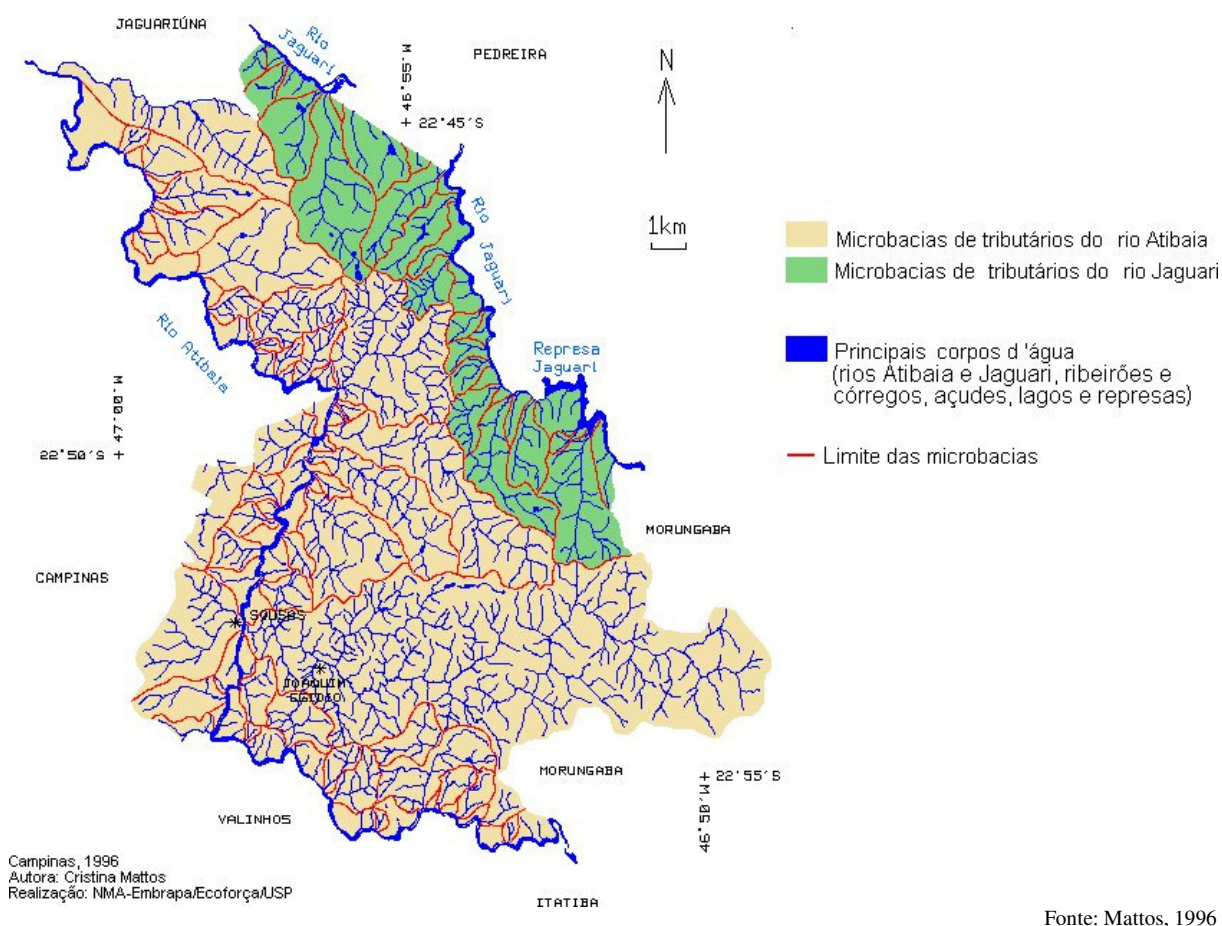 JAGUARIÚNA
Rio
Jaguari
PEDREIRA
46°55'W
22°45'S
N
1km
Rio Jaguari
Microbacias de tributários do rio Atibaia
Microbacias de tributários do rio Jaguari
Rio Atibaia
Represa
Jaguari
Principais corpos d'água
(rios Atibaia e Jaguari, ribeirões e
córregos, açudes, lagos e represas)
47°00'W
22°50'S
Limite das microbacias
MORUNGABA
CAMPINAS
SOUSAS
JOAQUIM
EGIDIO
MORUNGABA
22°55'S
46°50'W
VALINHOS
Campinas, 1996
Autora: Cristina Mattos
Realização: NMA-Embrapa/Ecoforça/USP
ITATIBA
Fonte: Mattos, 1996